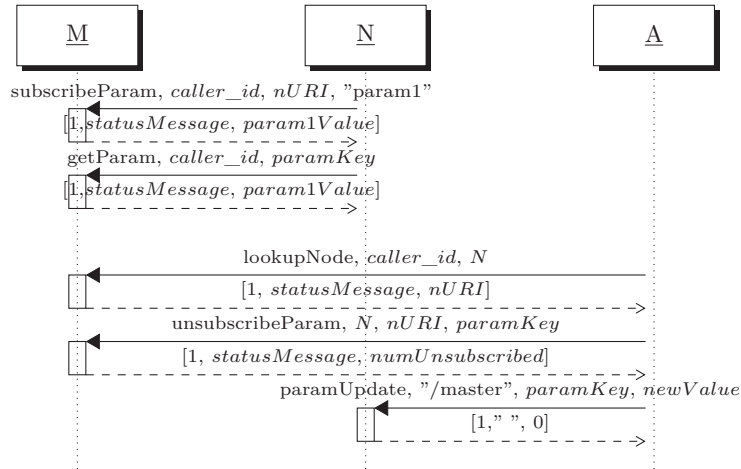 M N A
subscribeParam, caller_id, nURI, "param1"
[1,statusMessage, param1Value]
getParam, caller_id, paramKey
[1,statusMessage, param1Value]
lookupNode, caller_id, N
[1, statusMessage, nURI]
unsubscribeParam, N, nURI, paramKey
[1, statusMessage, numUnsubscribed]
paramUpdate, "/master", paramKey, newValue
[1," ", 0]